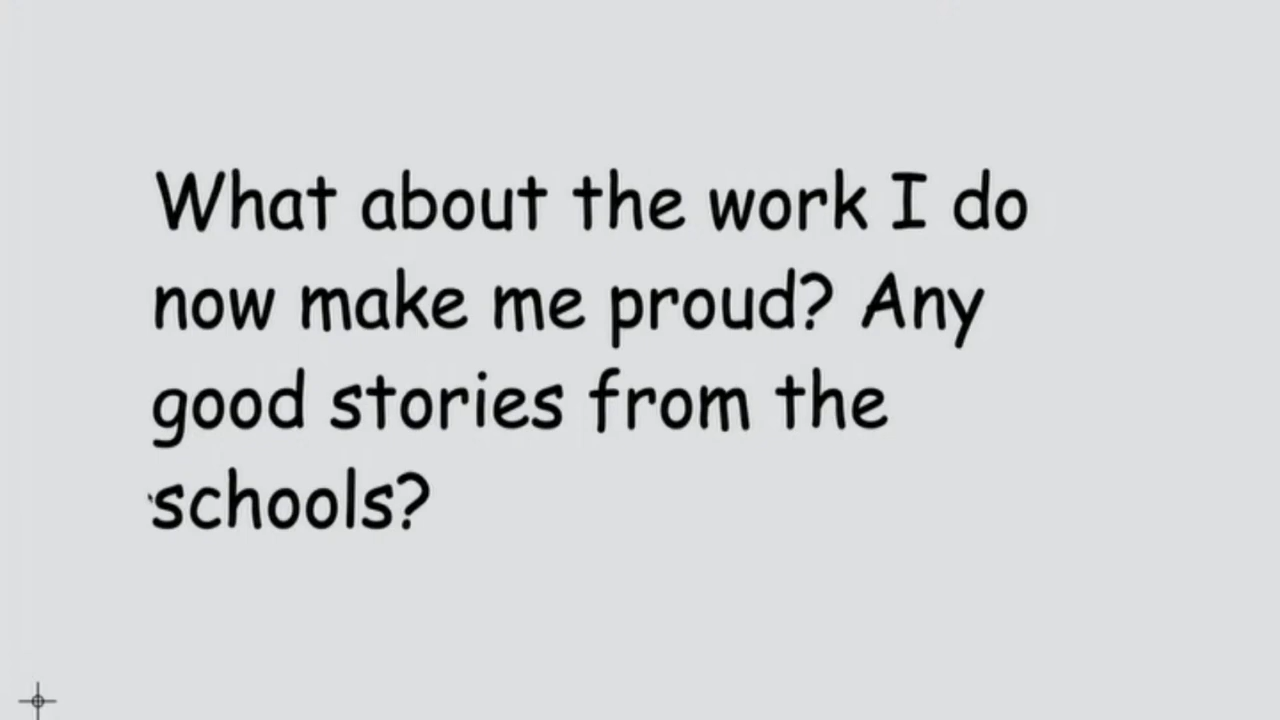 What about the work I do
now make me proud? Any
good stories from the
schools?